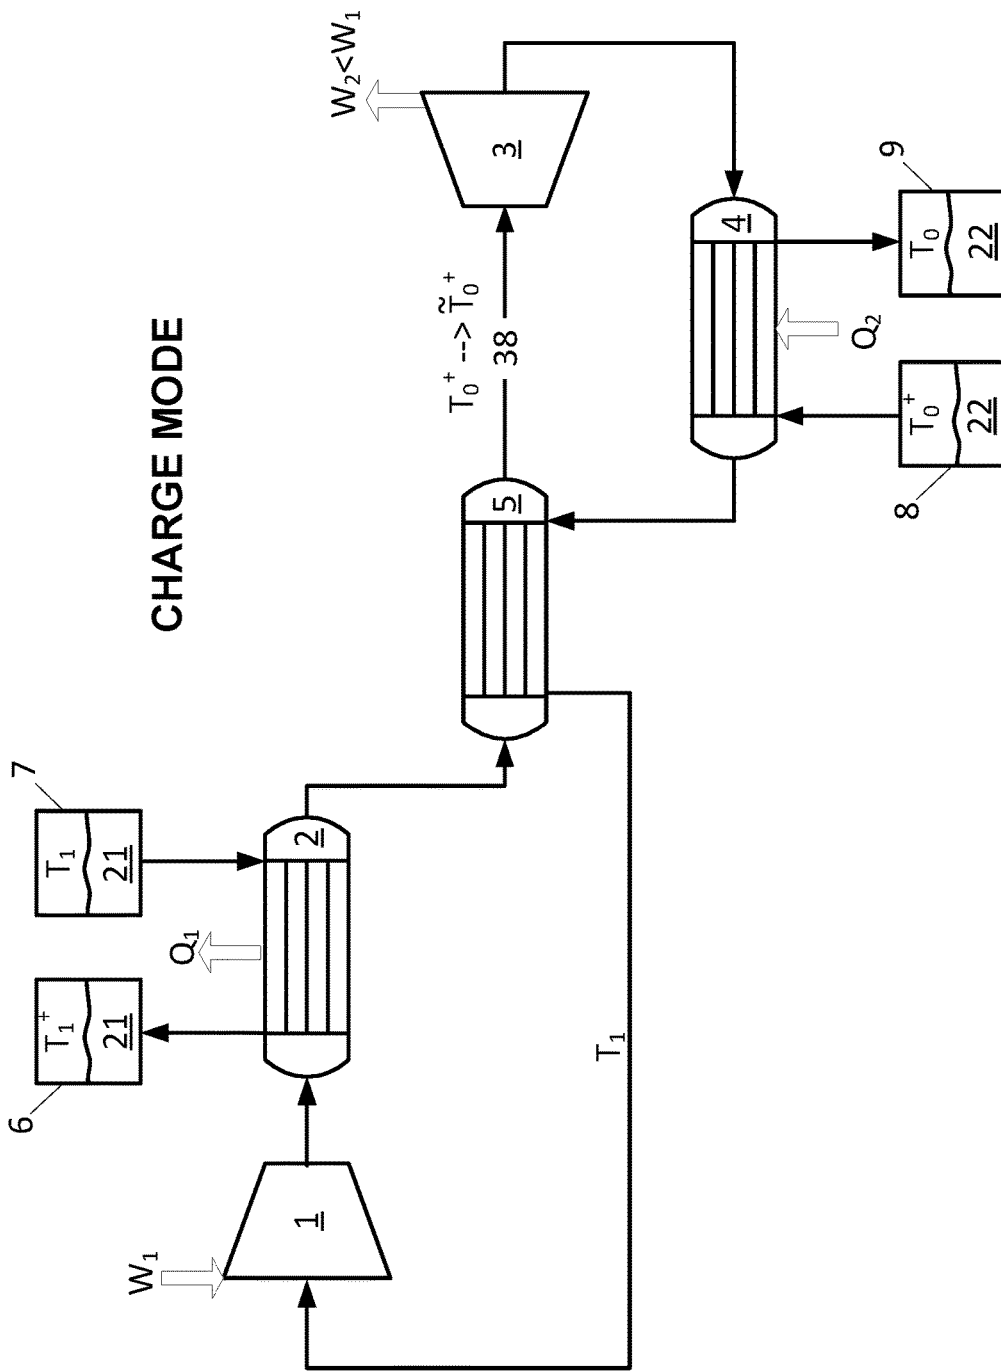 CHARGE MODE
6
7
T₁⁺
21
T₁
21
W₁
Q₁
1
2
5
T₁
T₀⁺ --> T̃₀⁺
38
W₂<W₁
3
4
Q₂
8
9
T₀⁺
22
T₀
22